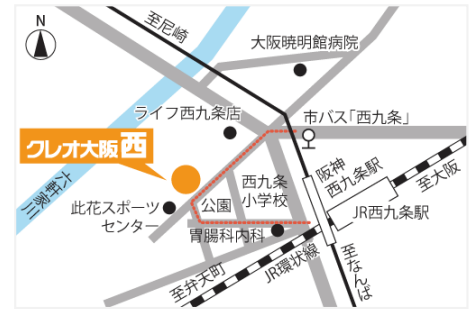 N
至尼崎
大阪暁明館病院
ライフ西九条店
市バス「西九条」
クレオ大阪西
六軒家川
此花スポーツ
センター
公園
西九条
小学校
胃腸科内科
阪神
西九条駅
至大阪
JR西九条駅
至弁天町
JR環状線
至なんば